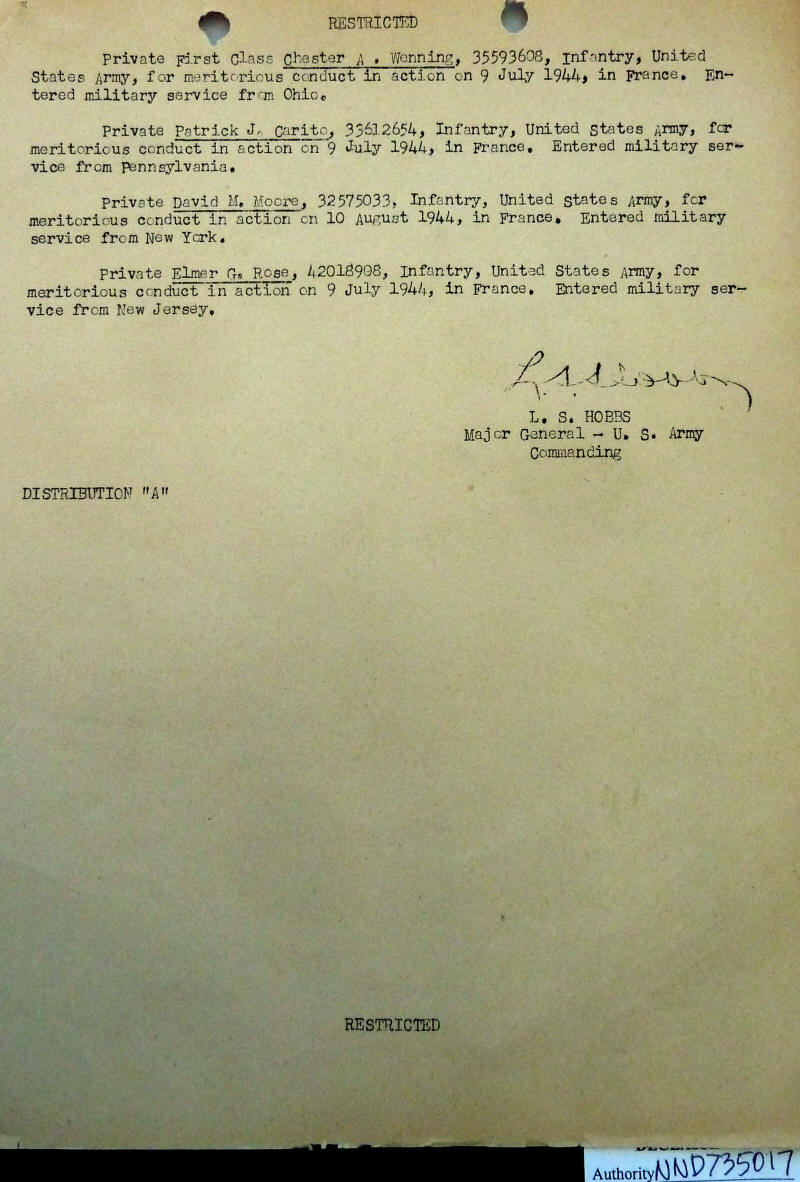 RESTRICTED
Private First Class Chester A. Wenning, 35593608, Infantry, United
States Army, for meritorious conduct in action on 9 July 1944, in France. En-
tered military service from Ohio.
Private Patrick J. Carito, 33612654, Infantry, United States Army, for
meritorious conduct in action on 9 July 1944, in France. Entered military ser-
vice from Pennsylvania.
Private David M. Moore, 32575033, Infantry, United States Army, for
meritorious conduct in action on 10 August 1944, in France. Entered military
service from New York.
Private Elmer G. Rose, 42018908, Infantry, United States Army, for
meritorious conduct in action on 9 July 1944, in France. Entered military ser-
vice from New Jersey.
L. S. HOBBS
Major General - U. S. Army
Commanding
DISTRIBUTION "A"
RESTRICTED
Authority NND735017